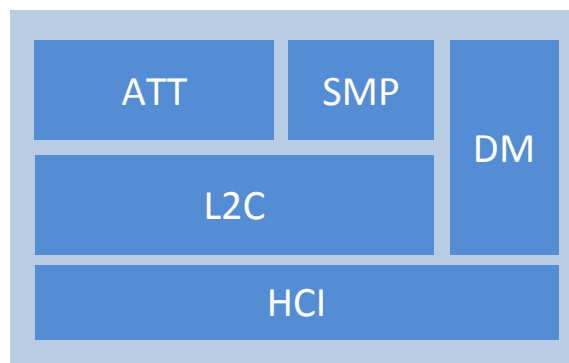 ATT
SMP
DM
L2C
HCI